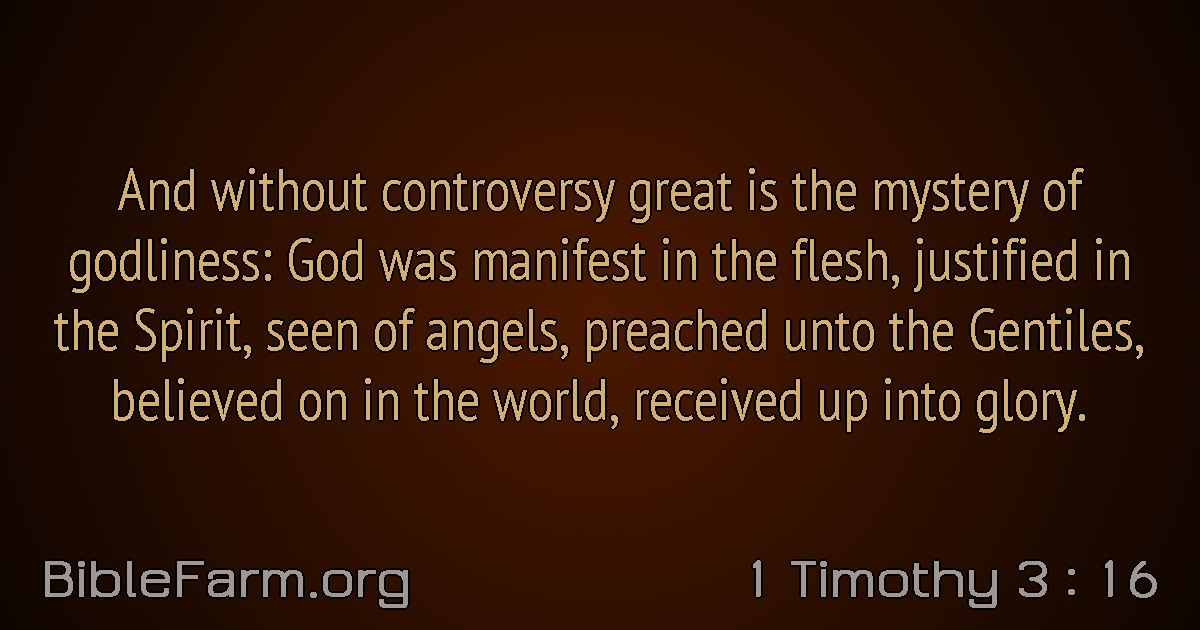 And without controversy great is the mystery of
godliness: God was manifest in the flesh, justified in
the Spirit, seen of angels, preached unto the Gentiles,
believed on in the world, received up into glory.
BibleFarm.org
1 Timothy 3 : 16